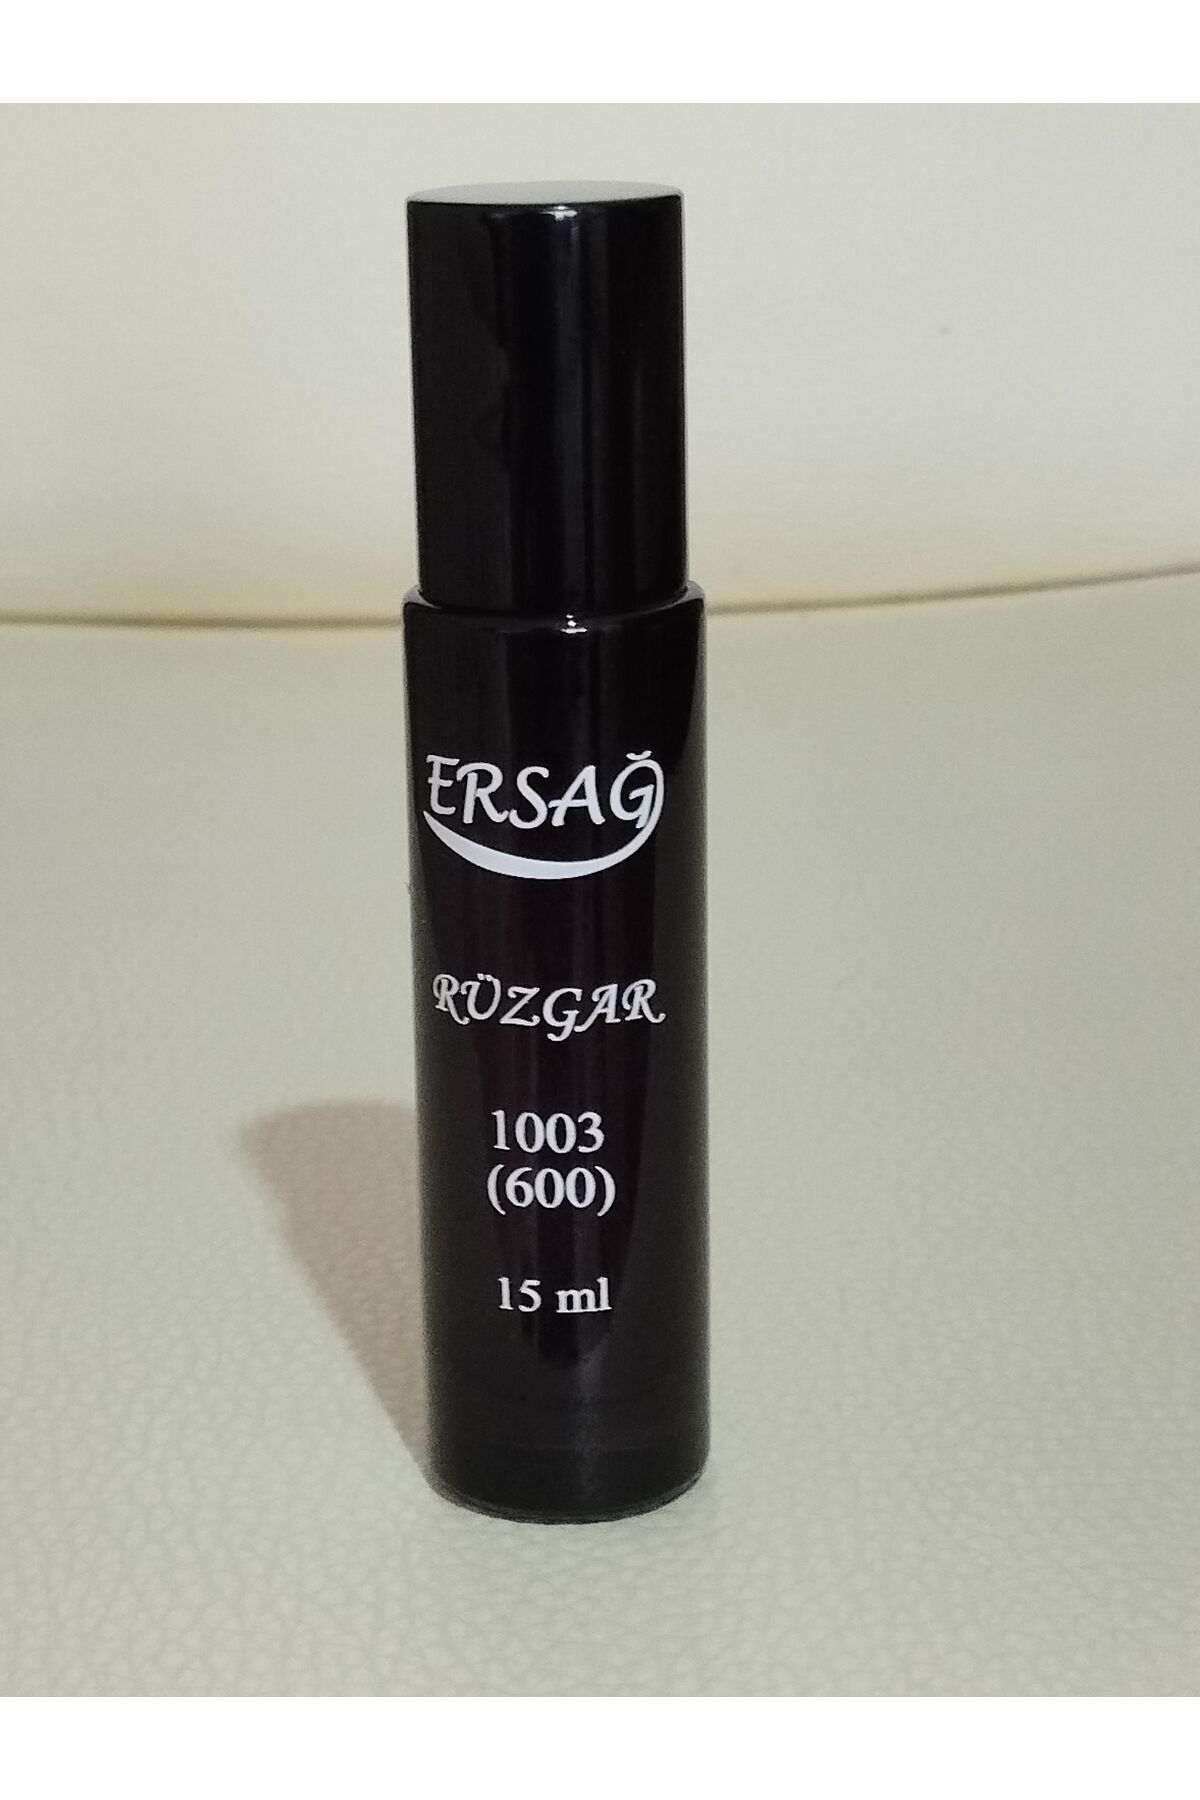 ERSAĞ
RÜZGAR
1003
(600)
15 ml